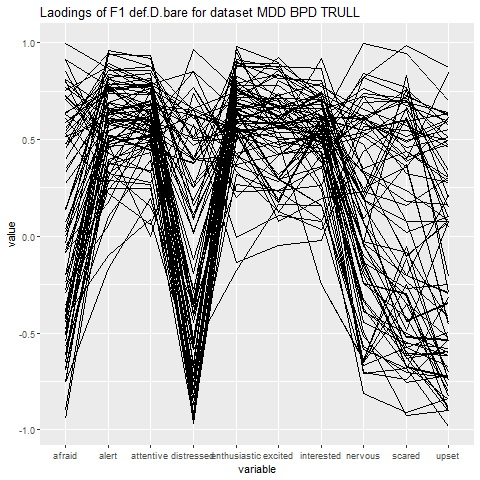 Laodings of F1 def.D.bare for dataset MDD BPD TRULL
1.0
0.5
0.0
-0.5
-1.0
value
afraid alert attentive distressed enthusiastic excited interested nervous scared upset
variable